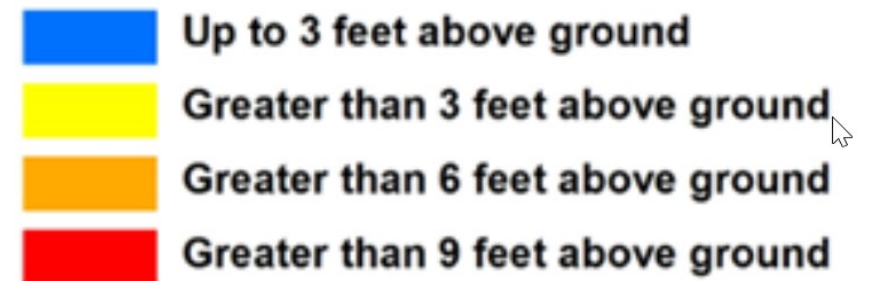 Up to 3 feet above ground
Greater than 3 feet above ground
Greater than 6 feet above ground
Greater than 9 feet above ground